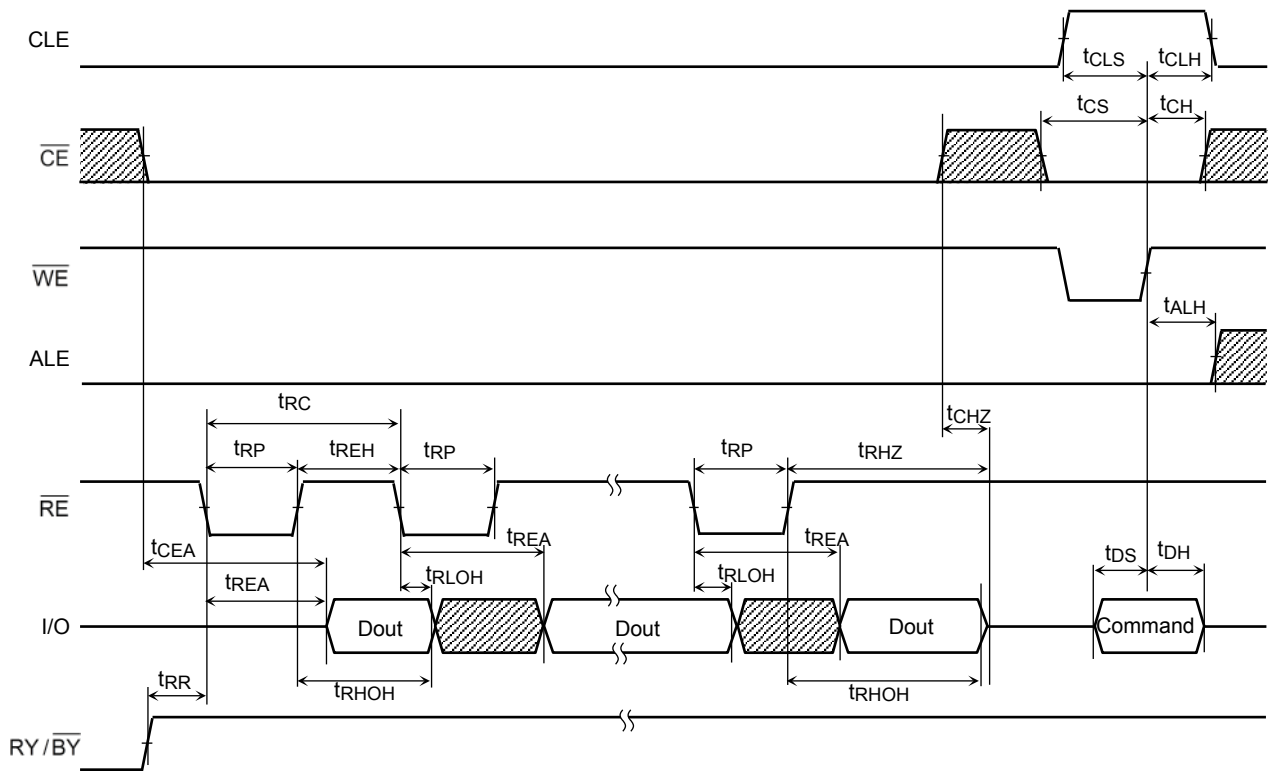 CLE
tCLS tCLH
tCS tCH
CE
WE
tALH
ALE
tRC
tCHZ
tRP tREH tRP tRP tRHZ
RE
tCEA tREA tREA tDS tDH
tREA tRLOH tRLOH
I/O Dout Dout Dout Command
tRR tRHOH tRHOH
RY/BY